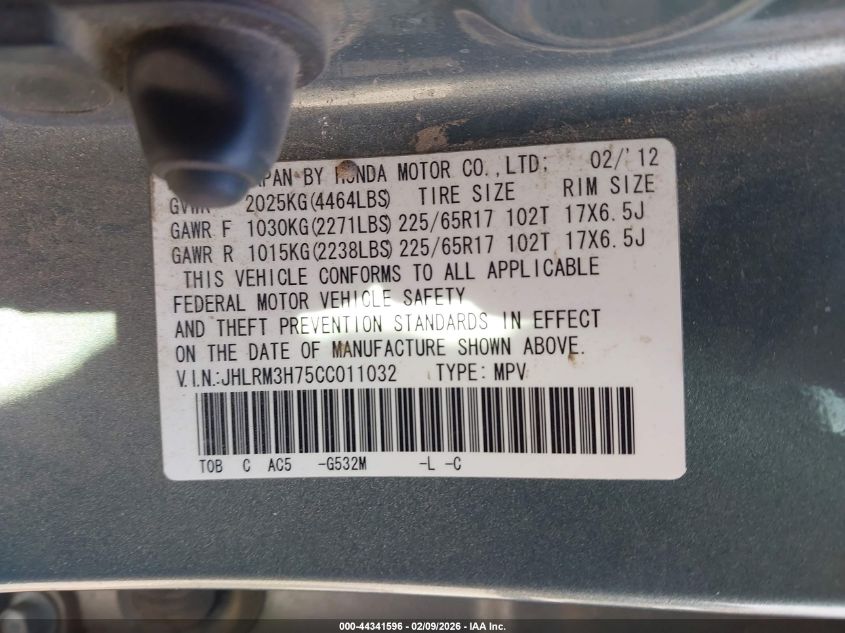 APAN BY HONDA MOTOR CO.,LTD; 02/'12
GVWR 2025KG(4464LBS) TIRE SIZE RIM SIZE
GAWR F 1030KG(2271LBS) 225/65R17 102T 17X6.5J
GAWR R 1015KG(2238LBS) 225/65R17 102T 17X6.5J
THIS VEHICLE CONFORMS TO ALL APPLICABLE
FEDERAL MOTOR VEHICLE SAFETY
AND THEFT PREVENTION STANDARDS IN EFFECT
ON THE DATE OF MANUFACTURE SHOWN ABOVE.
V.I.N.:JHLRM3H75CC011032 TYPE: MPV
TOB C AC5 -G532M -L -C
000-44341596 - 02/09/2026 - IAA Inc.